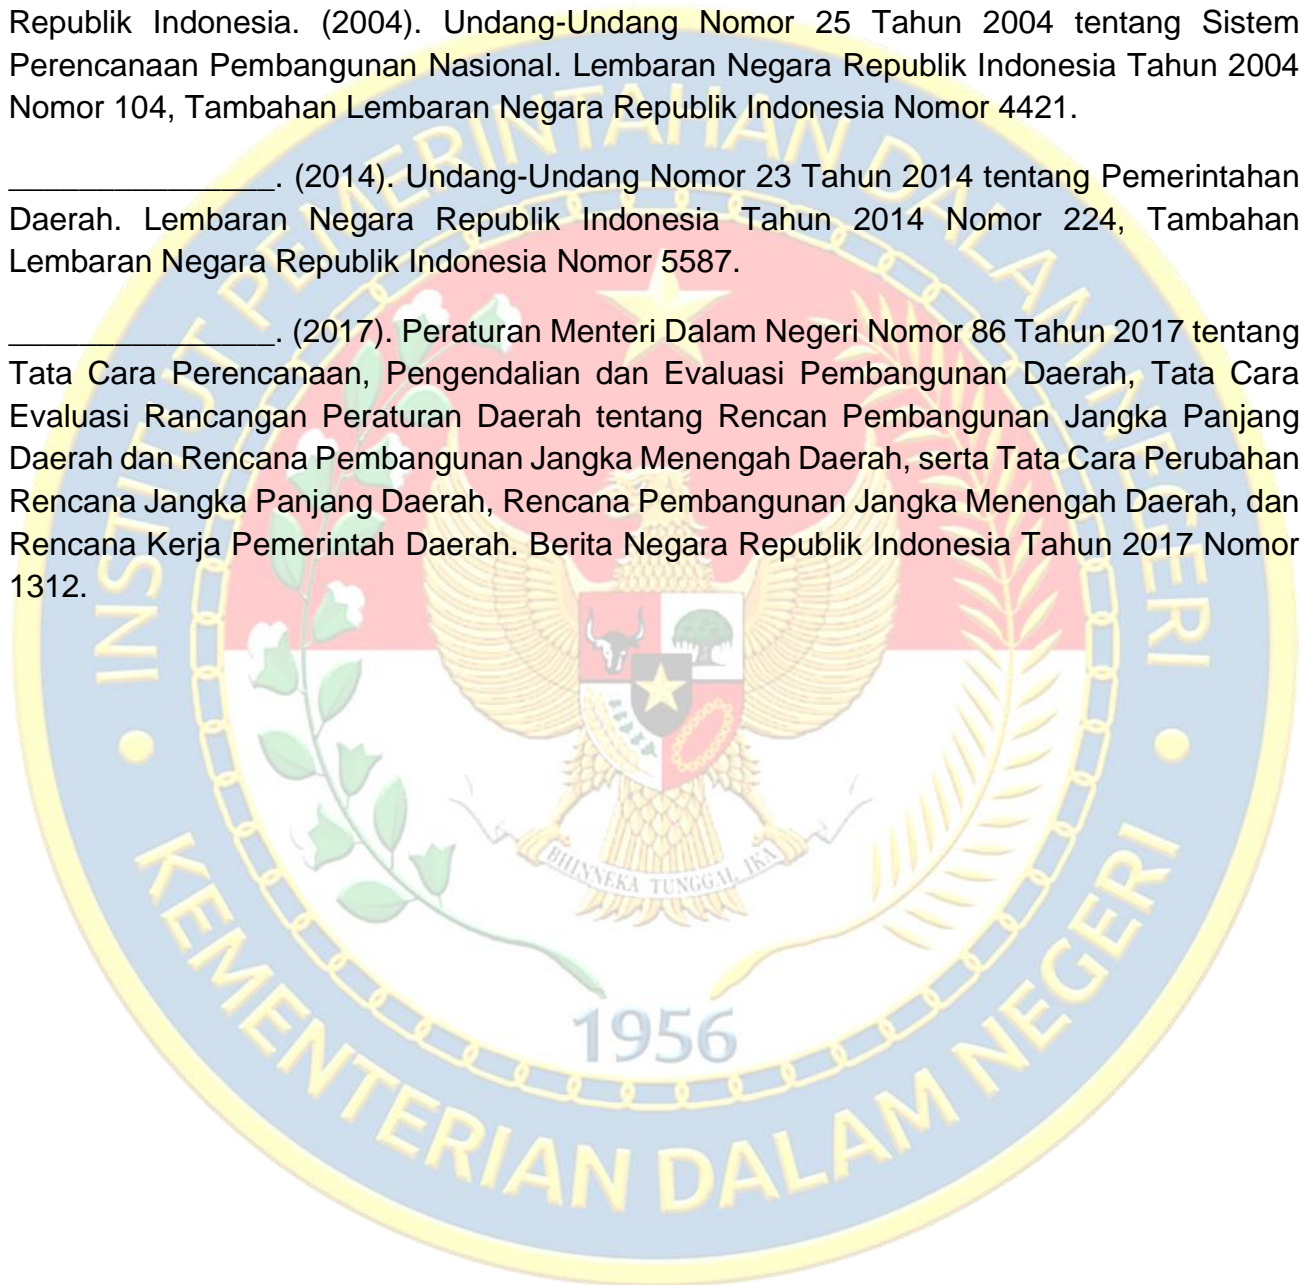 Republik Indonesia. (2004). Undang-Undang Nomor 25 Tahun 2004 tentang Sistem
Perencanaan Pembangunan Nasional. Lembaran Negara Republik Indonesia Tahun 2004
Nomor 104, Tambahan Lembaran Negara Republik Indonesia Nomor 4421.
_______________. (2014). Undang-Undang Nomor 23 Tahun 2014 tentang Pemerintahan
Daerah. Lembaran Negara Republik Indonesia Tahun 2014 Nomor 224, Tambahan
Lembaran Negara Republik Indonesia Nomor 5587.
_______________. (2017). Peraturan Menteri Dalam Negeri Nomor 86 Tahun 2017 tentang
Tata Cara Perencanaan, Pengendalian dan Evaluasi Pembangunan Daerah, Tata Cara
Evaluasi Rancangan Peraturan Daerah tentang Rencan Pembangunan Jangka Panjang
Daerah dan Rencana Pembangunan Jangka Menengah Daerah, serta Tata Cara Perubahan
Rencana Jangka Panjang Daerah, Rencana Pembangunan Jangka Menengah Daerah, dan
Rencana Kerja Pemerintah Daerah. Berita Negara Republik Indonesia Tahun 2017 Nomor
1312.
INSTITUT PEMERINTAHAN DALAM NEGERI
BHINNEKA TUNGGAL IKA
1956
KEMENTERIAN DALAM NEGERI